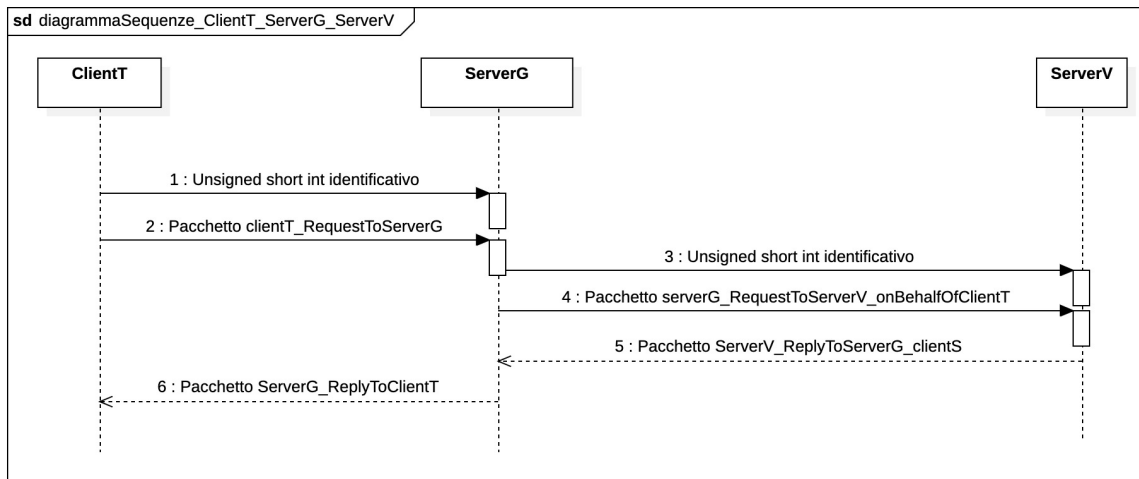 sd diagrammaSequenze_ClientT_ServerG_ServerV
ClientT
ServerG
ServerV
1 : Unsigned short int identificativo
2 : Pacchetto clientT_RequestToServerG
3 : Unsigned short int identificativo
4 : Pacchetto serverG_RequestToServerV_onBehalfOfClientT
5 : Pacchetto ServerV_ReplyToServerG_clientS
6 : Pacchetto ServerG_ReplyToClientT